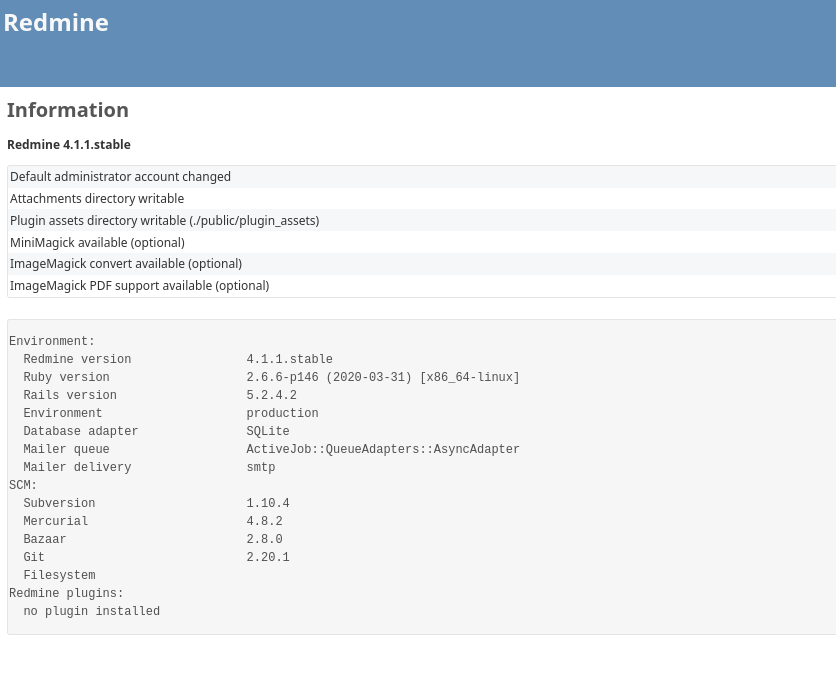 Redmine
Information
Redmine 4.1.1.stable
Default administrator account changed
Attachments directory writable
Plugin assets directory writable (./public/plugin_assets)
MiniMagick available (optional)
ImageMagick convert available (optional)
ImageMagick PDF support available (optional)
Environment:
  Redmine version                4.1.1.stable
  Ruby version                   2.6.6-p146 (2020-03-31) [x86_64-linux]
  Rails version                  5.2.4.2
  Environment                    production
  Database adapter               SQLite
  Mailer queue                   ActiveJob::QueueAdapters::AsyncAdapter
  Mailer delivery                smtp
SCM:
  Subversion                     1.10.4
  Mercurial                      4.8.2
  Bazaar                         2.8.0
  Git                            2.20.1
  Filesystem
Redmine plugins:
  no plugin installed